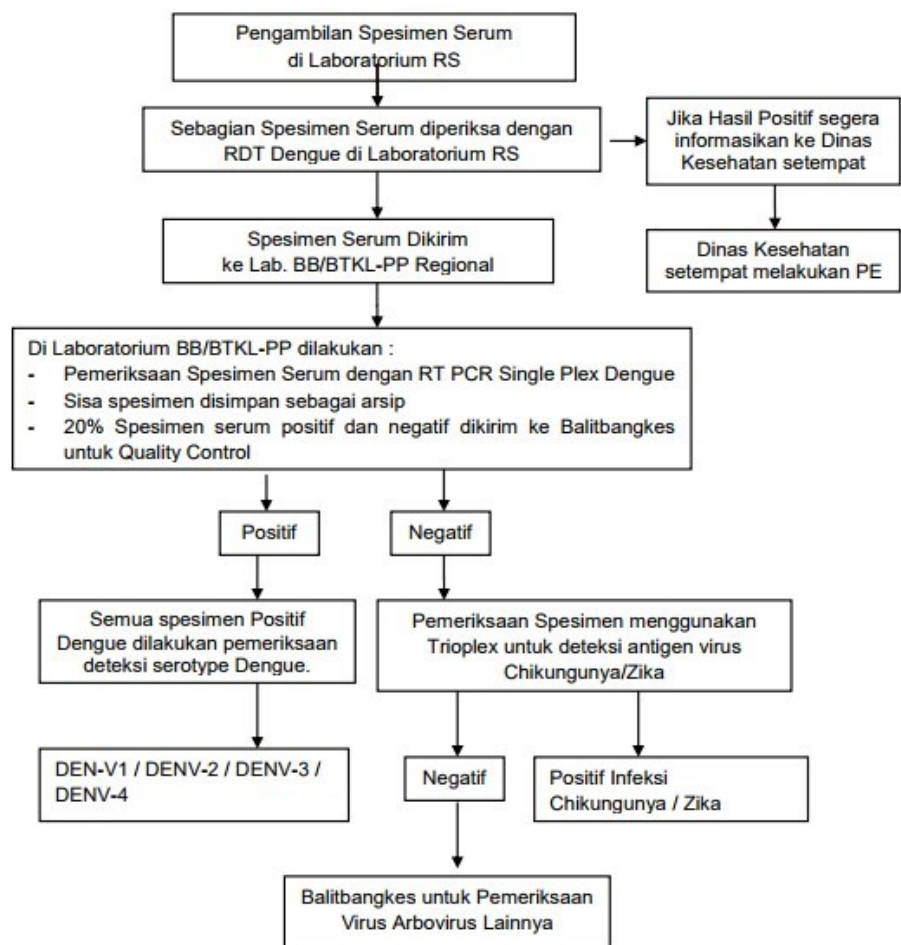 Pengambilan Spesimen Serum
di Laboratorium RS
Sebagian Spesimen Serum diperiksa dengan
RDT Dengue di Laboratorium RS
Jika Hasil Positif segera
informasikan ke Dinas
Kesehatan setempat
Dinas Kesehatan
setempat melakukan PE
Spesimen Serum Dikirim
ke Lab. BB/BTKL-PP Regional
Di Laboratorium BB/BTKL-PP dilakukan :
- Pemeriksaan Spesimen Serum dengan RT PCR Single Plex Dengue
- Sisa spesimen disimpan sebagai arsip
- 20% Spesimen serum positif dan negatif dikirim ke Balitbangkes
untuk Quality Control
Positif
Negatif
Semua spesimen Positif
Dengue dilakukan pemeriksaan
deteksi serotype Dengue.
Pemeriksaan Spesimen menggunakan
Trioplex untuk deteksi antigen virus
Chikungunya/Zika
DEN-V1 / DENV-2 / DENV-3 /
DENV-4
Negatif
Positif Infeksi
Chikungunya / Zika
Balitbangkes untuk Pemeriksaan
Virus Arbovirus Lainnya